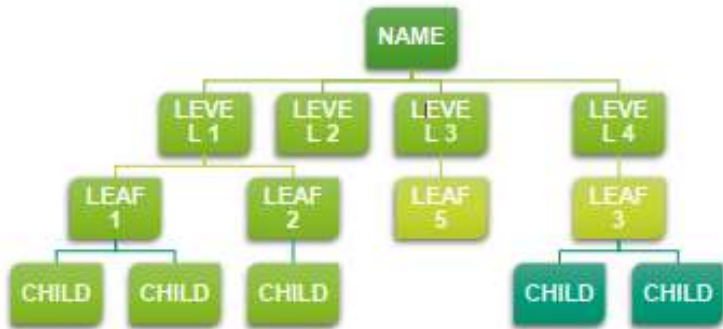 NAME
LEVE
L 1
LEVE
L 2
LEVE
L 3
LEVE
L 4
LEAF
1
LEAF
2
LEAF
5
LEAF
3
CHILD
CHILD
CHILD
CHILD
CHILD